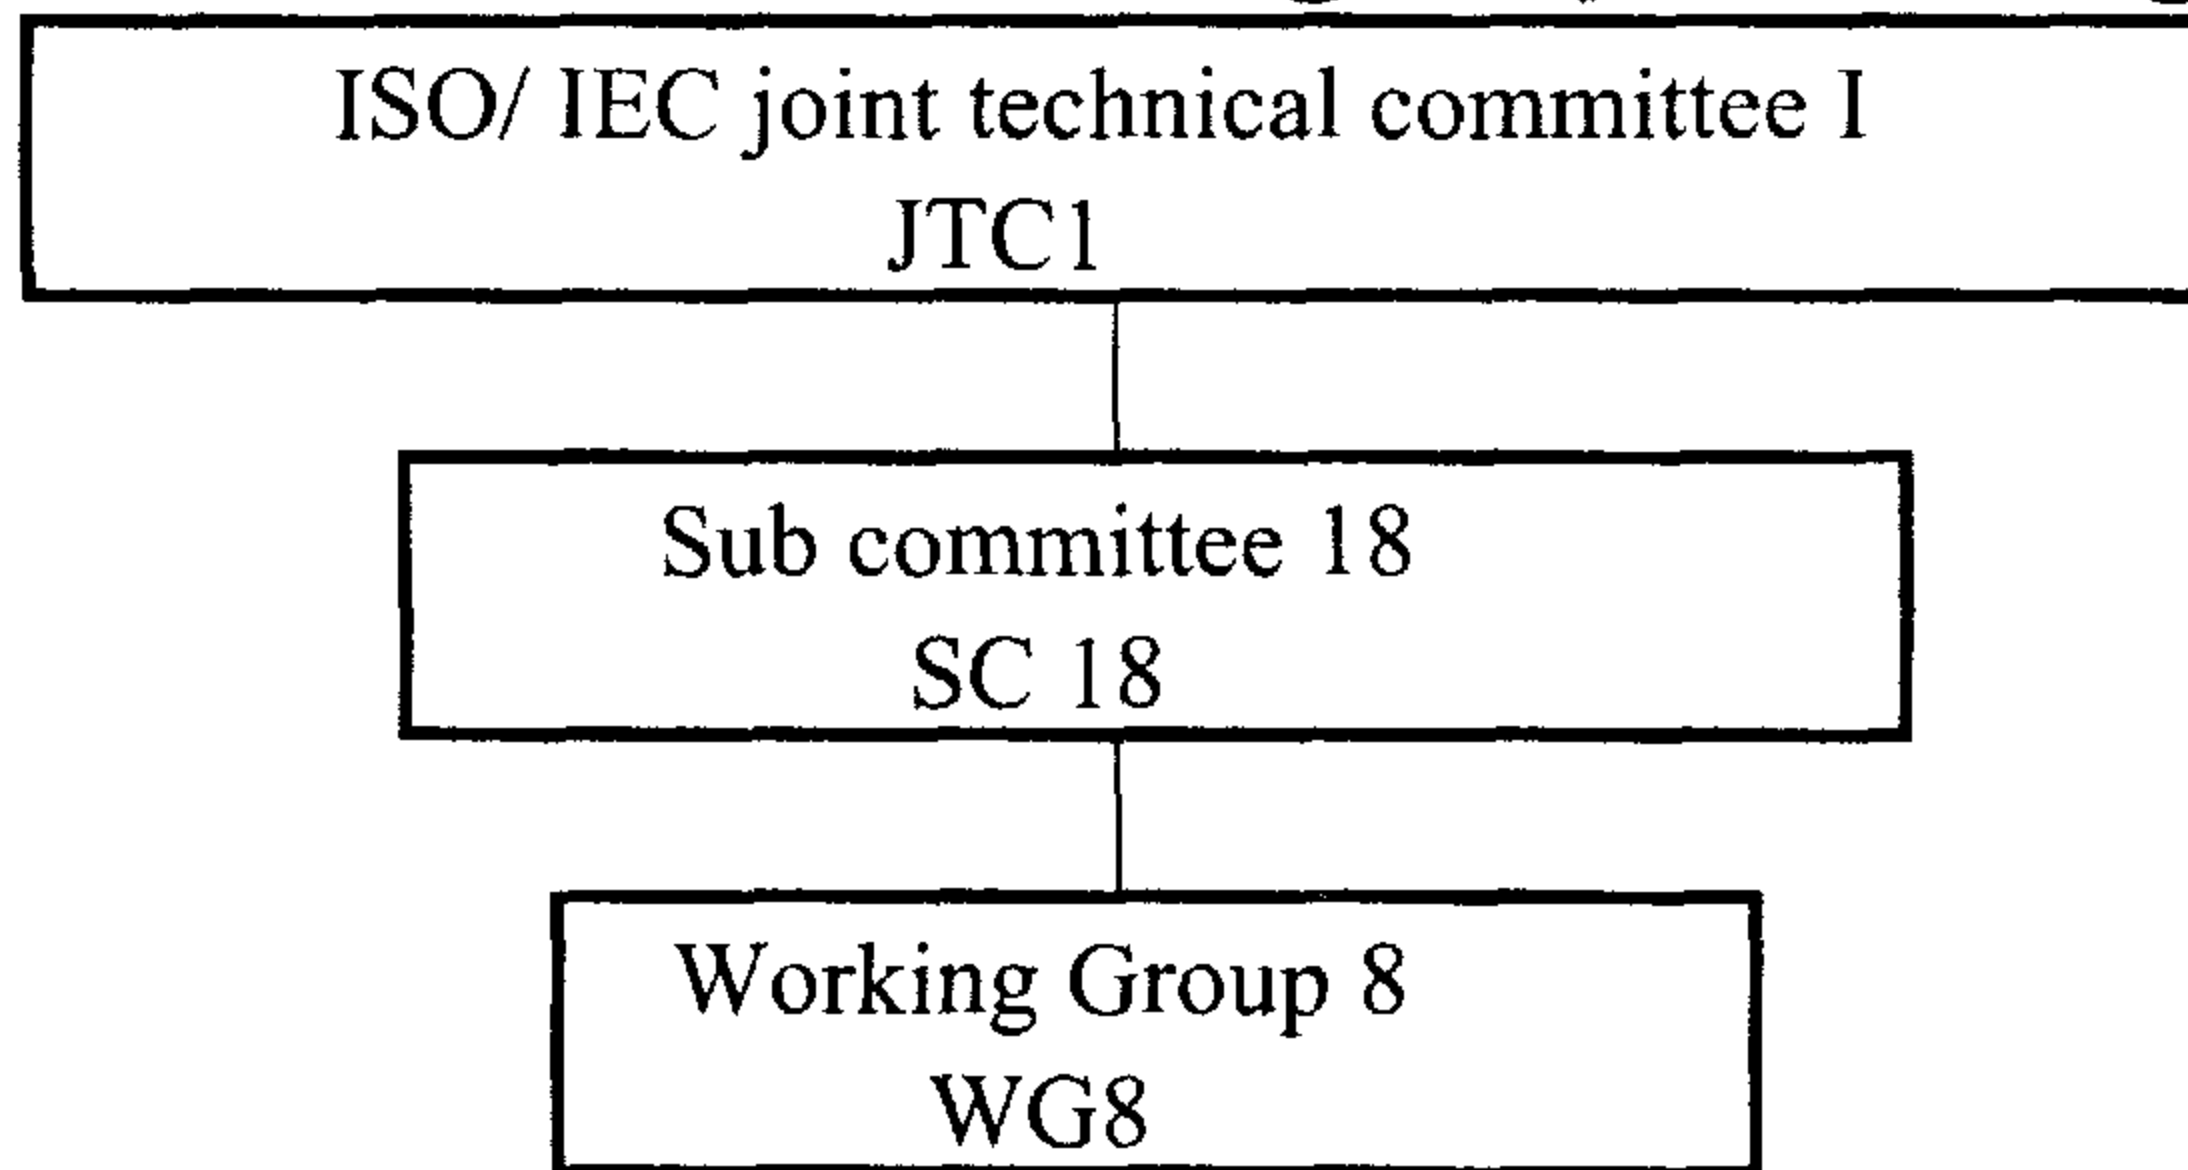 ISO/ IEC joint technical committee I
JTC1
Sub committee 18
SC 18
Working Group 8
WG8